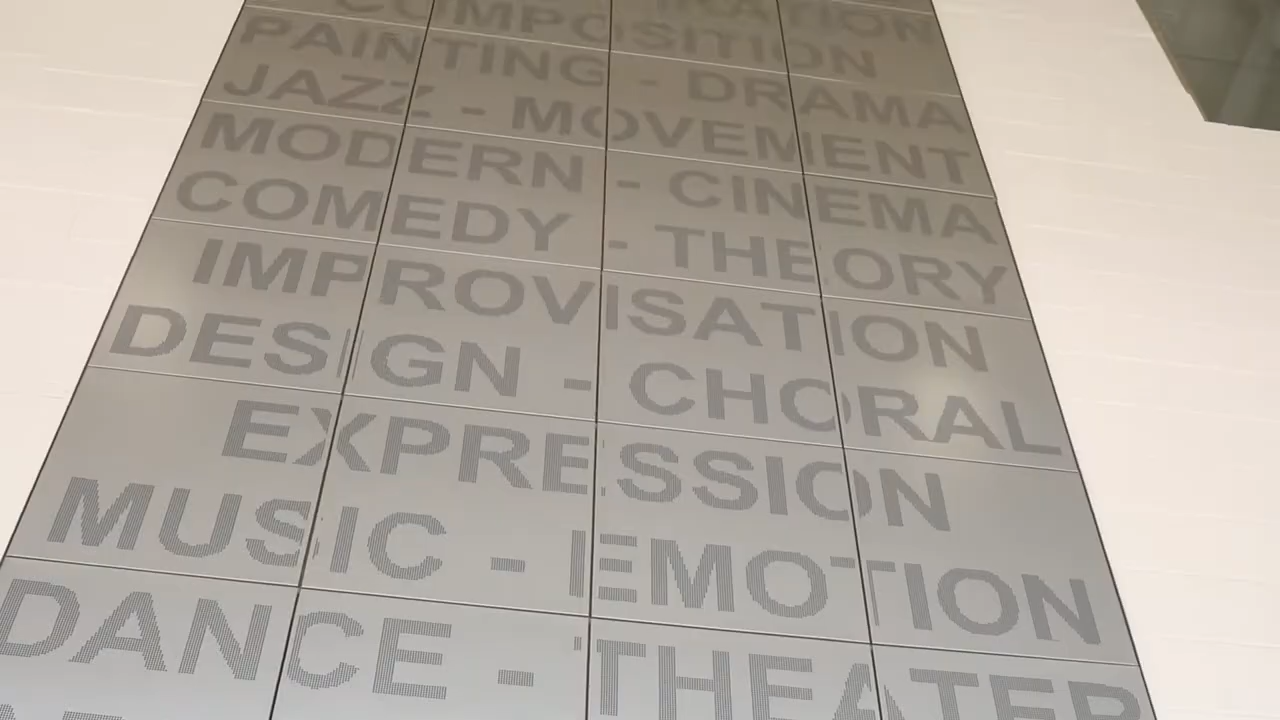 COMPOSITION
PAINTING - DRAMA
JAZZ - MOVEMENT
MODERN - CINEMA
COMEDY - THEORY
IMPROVISATION
DESIGN - CHORAL
EXPRESSION
MUSIC - EMOTION
DANCE - THEATER